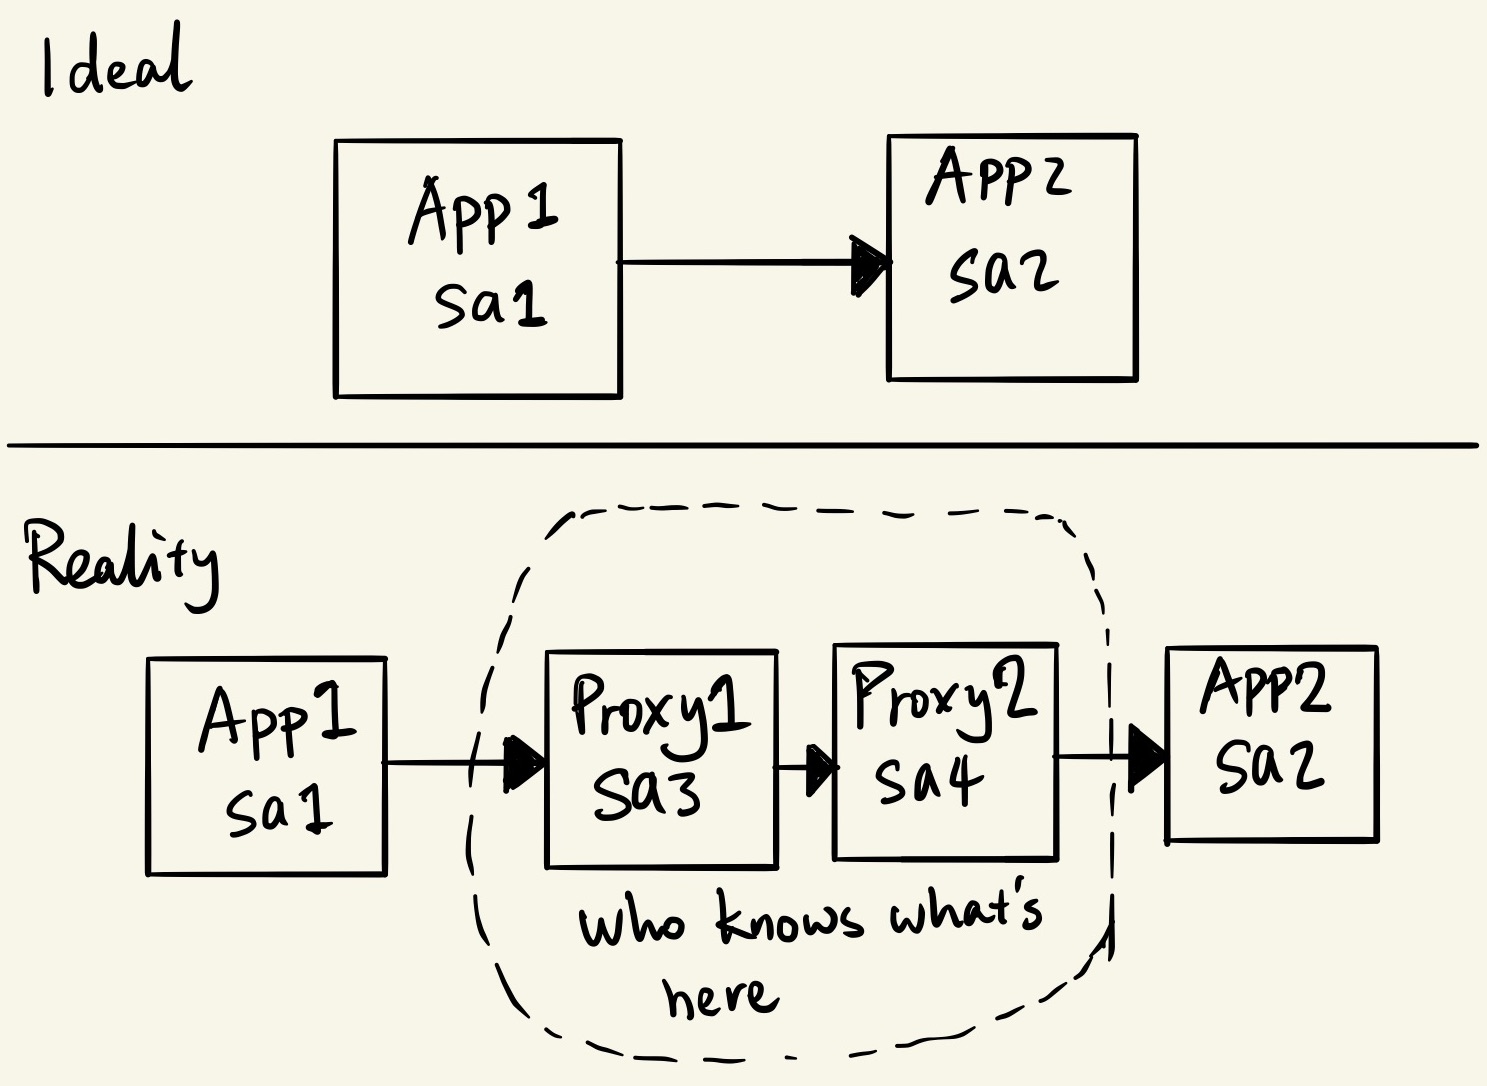 Ideal
App1
sa1
App2
sa2
Reality
App1
sa1
Proxy1
sa3
Proxy2
sa4
App2
sa2
who knows what's
here